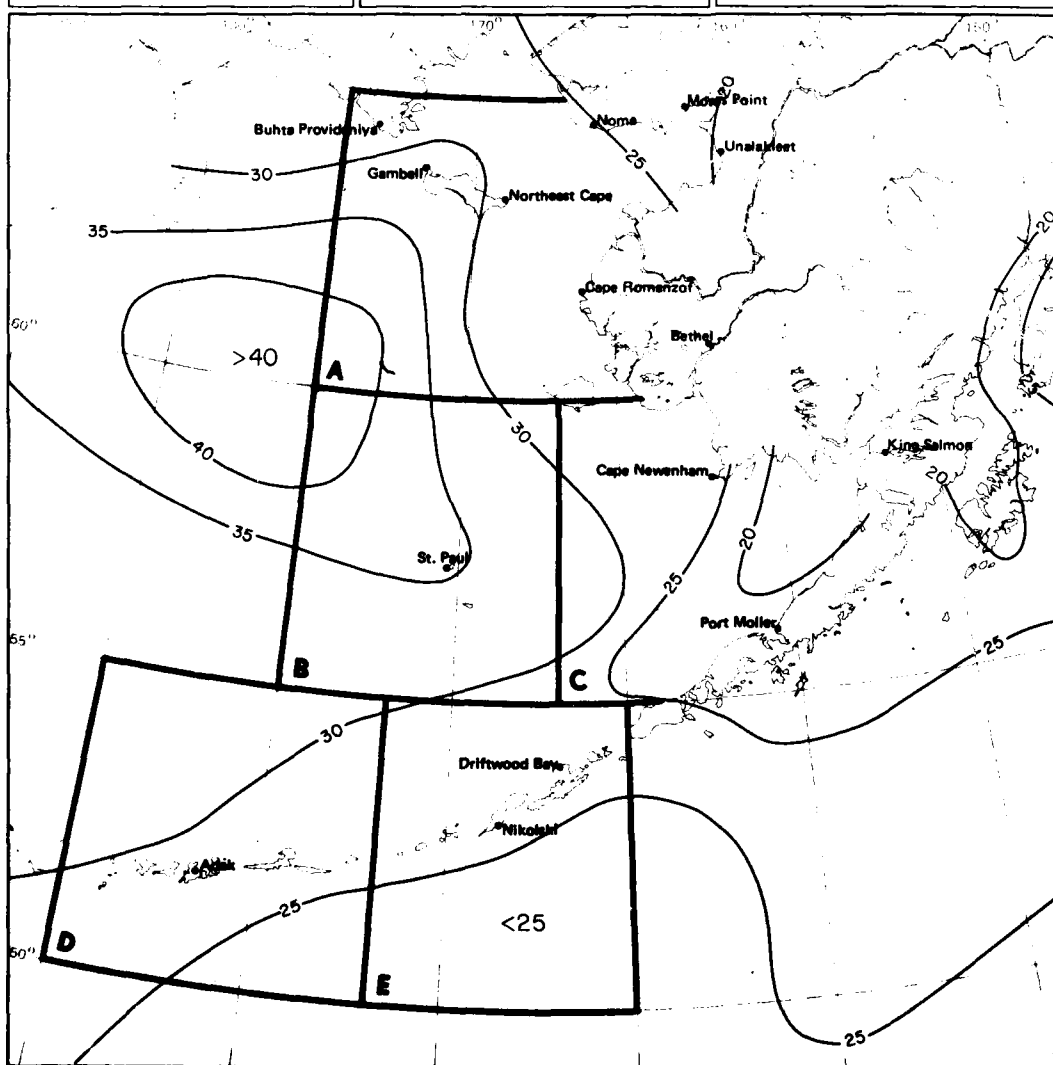 170°
160°
20
Moses Point
Buhta Provideniya
Nome
Unalakleet
25
30
Gambell
Northeast Cape
20
35
Cape Romanzof
60°
Bethel
>40
A
30
King Salmon
40
Cape Newenham
20
35
20
St. Paul
25
Port Moller
55°
25
B
C
30
Driftwood Bay
Nikolski
Adak
25
<25
D
50°
E
25